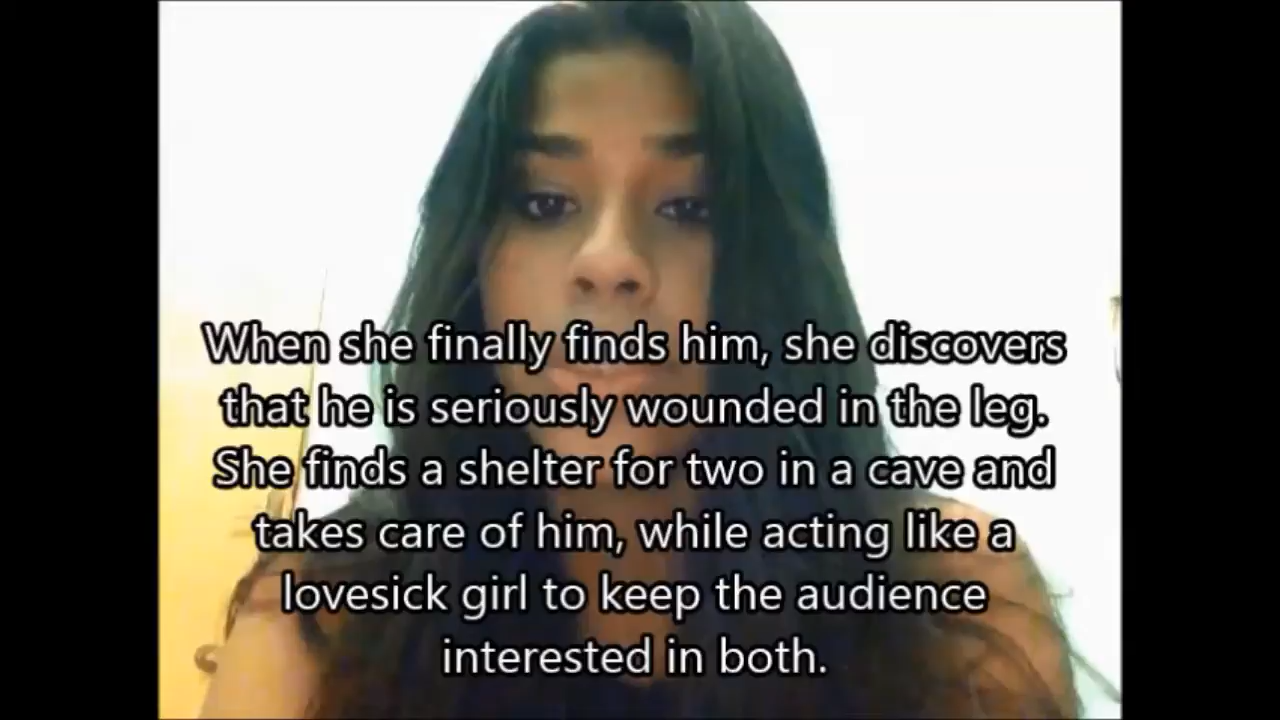 When she finally finds him, she discovers
that he is seriously wounded in the leg.
She finds a shelter for two in a cave and
takes care of him, while acting like a
lovesick girl to keep the audience
interested in both.